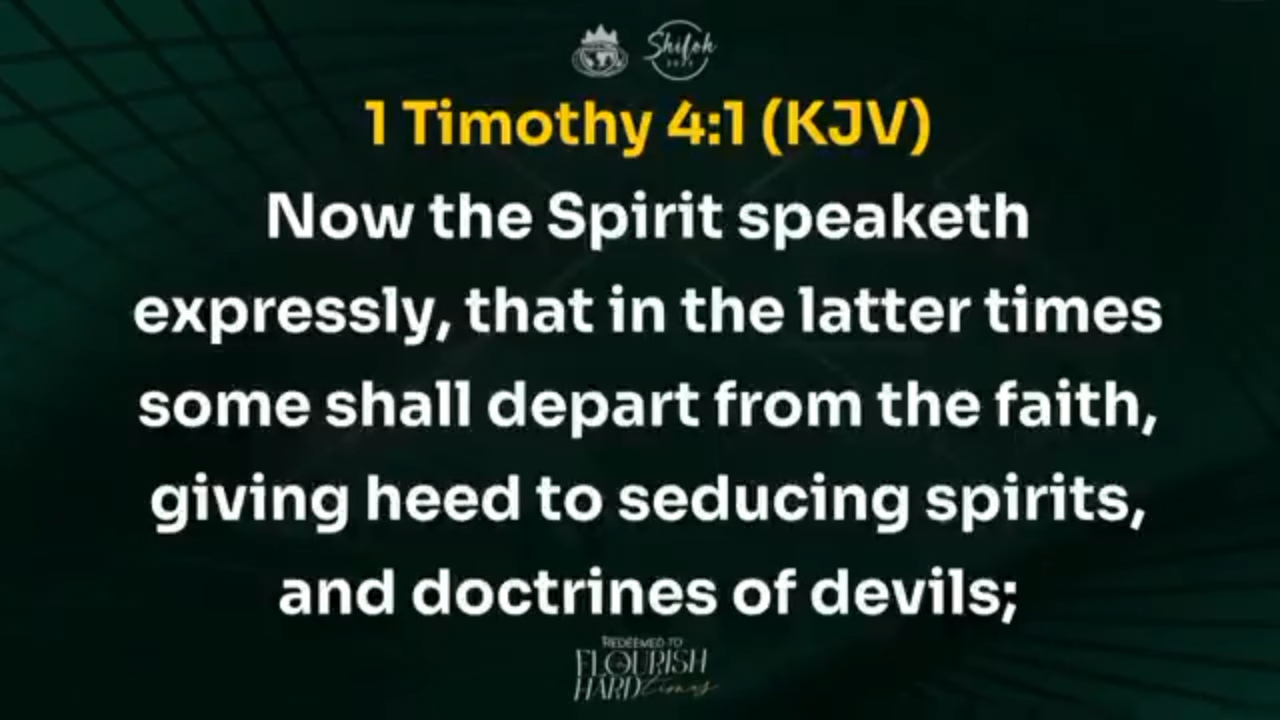 Shiloh
1 Timothy 4:1 (KJV)
Now the Spirit speaketh
expressly, that in the latter times
some shall depart from the faith,
giving heed to seducing spirits,
and doctrines of devils;
REDEEMED TO
FLOURISH
HARD times